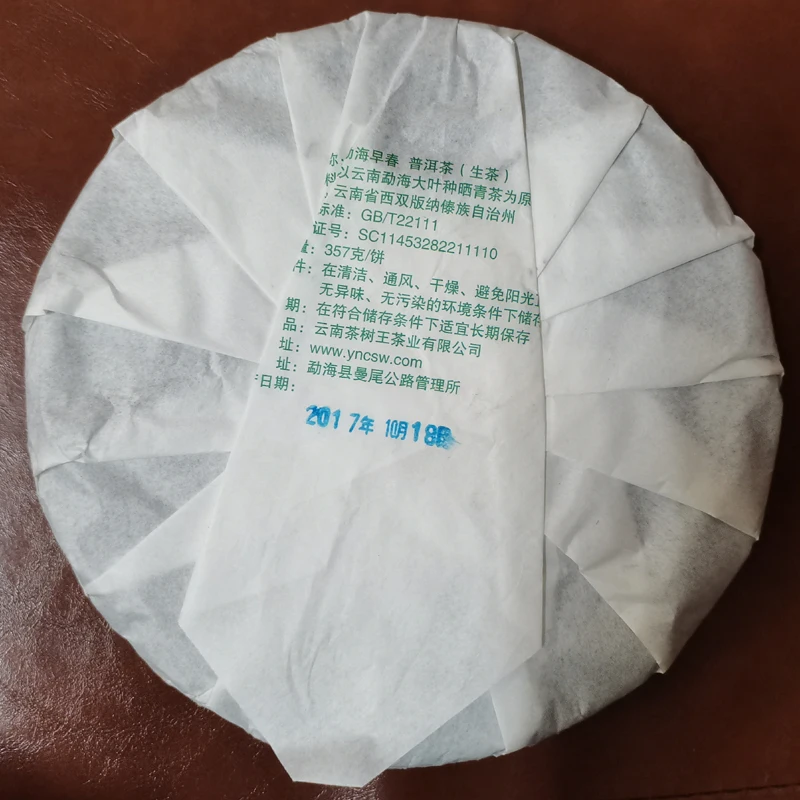 勐海早春 普洱茶（生茶）
以云南勐海大叶种晒青茶为原
云南省西双版纳傣族自治州
标准：GB/T22111
证号：SC11453282211110
量：357克/饼
件：在清洁、通风、干燥、避免阳光
无异味、无污染的环境条件下储存
期：在符合储存条件下适宜长期保存
品：云南茶树王茶业有限公司
址：www.yncsw.com
址：勐海县曼尾公路管理所
日期：
2017年 10月18日